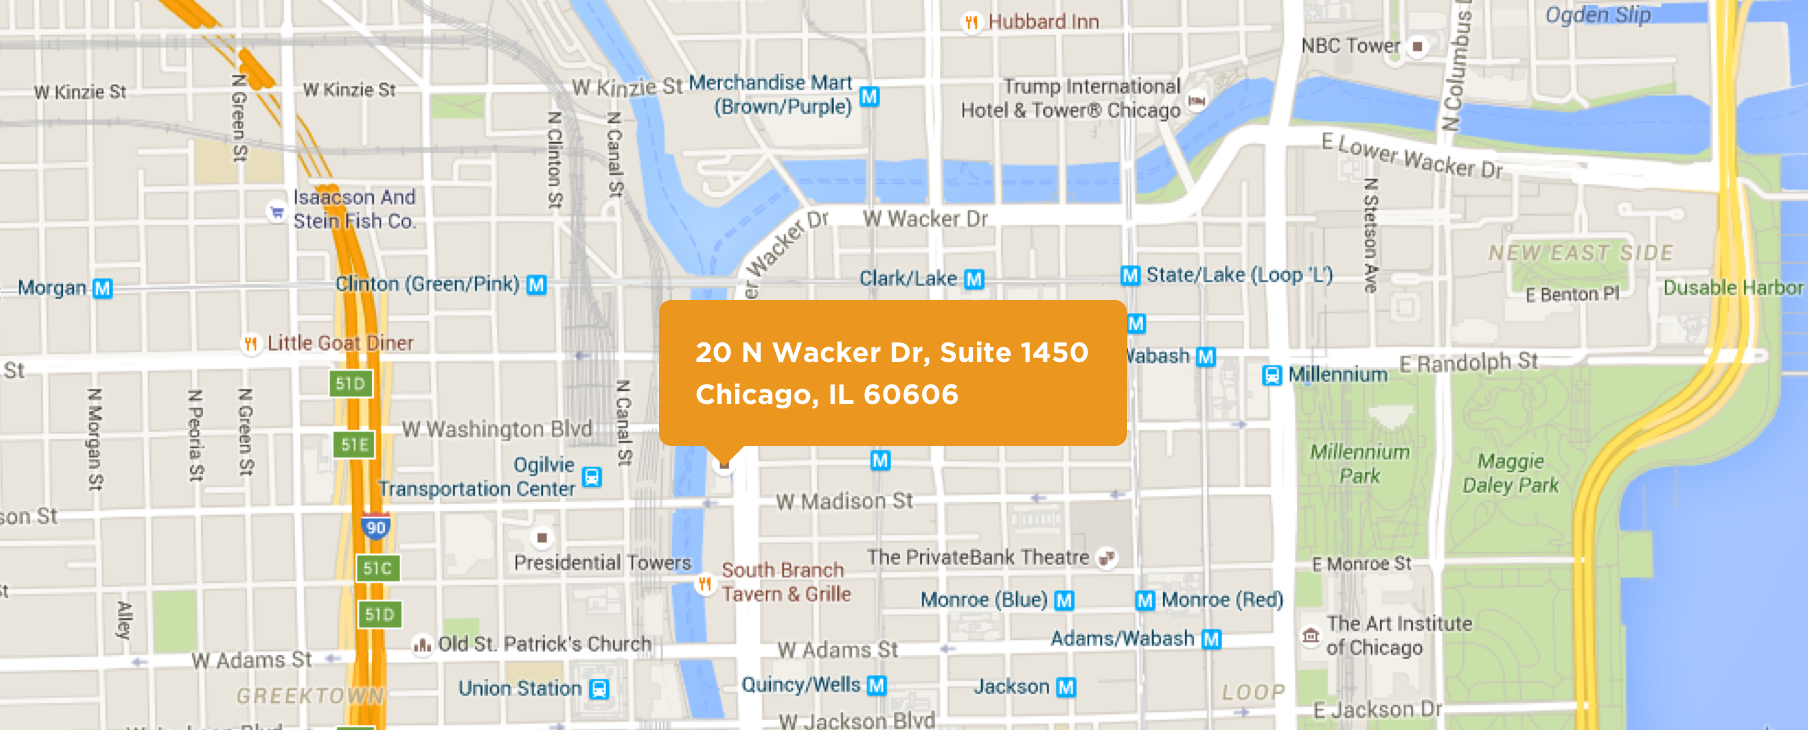 Hubbard Inn
Ogden Slip
NBC Tower
N Columbus
W Kinzie St
W Kinzie St
W Kinzie St
Merchandise Mart
(Brown/Purple)
Trump International
Hotel & Tower® Chicago
N Green St
N Clinton St
N Canal St
E Lower Wacker Dr
Isaacson And
Stein Fish Co.
N Stetson Ave
W Wacker Dr
Wacker Dr
NEW EAST SIDE
Morgan
Clinton (Green/Pink)
Clark/Lake
State/Lake (Loop 'L')
E Benton Pl
Dusable Harbor
Little Goat Diner
20 N Wacker Dr, Suite 1450
Chicago, IL 60606
Wabash
E Randolph St
St
51D
Millennium
N Morgan St
N Peoria St
N Green St
N Canal St
W Washington Blvd
51E
Ogilvie
Transportation Center
Millennium
Park
Maggie
Daley Park
W Madison St
son St
90
Presidential Towers
The PrivateBank Theatre
E Monroe St
51C
South Branch
Tavern & Grille
Monroe (Blue)
Monroe (Red)
Alley
51D
The Art Institute
of Chicago
Old St. Patrick's Church
Adams/Wabash
W Adams St
W Adams St
GREEKTOWN
Union Station
Quincy/Wells
Jackson
LOOP
E Jackson Dr
W Jackson Blvd